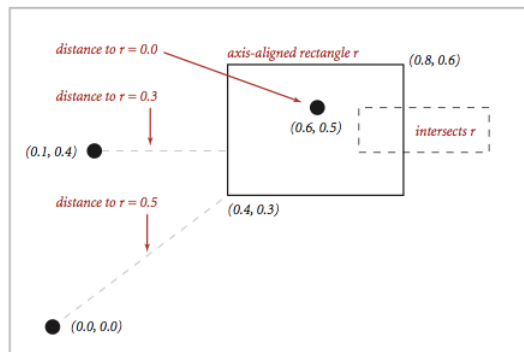 distance to r = 0.0
axis-aligned rectangle r
(0.8, 0.6)
distance to r = 0.3
(0.6, 0.5)
intersects r
(0.1, 0.4)
distance to r = 0.5
(0.4, 0.3)
(0.0, 0.0)